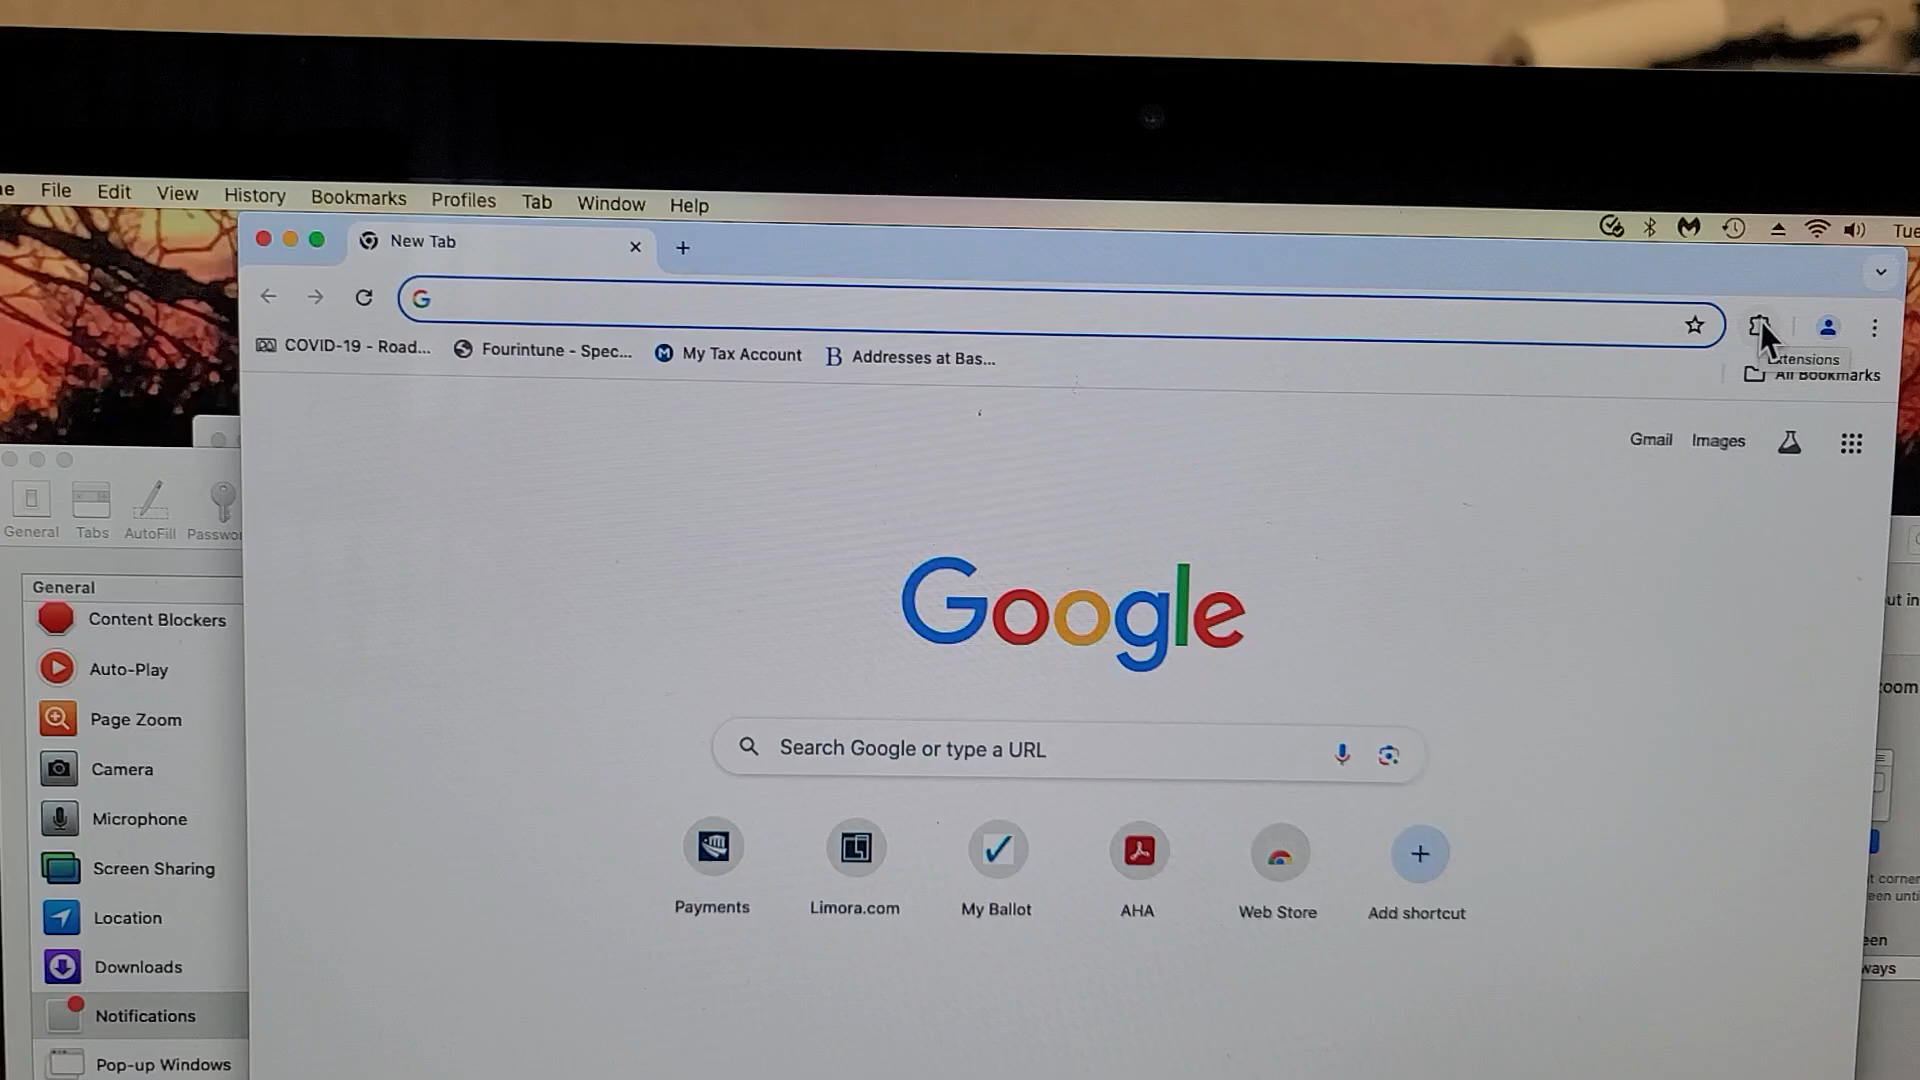 File Edit View History Bookmarks Profiles Tab Window Help
Tue
New Tab
COVID-19 - Road... Fourintune - Spec... My Tax Account Addresses at Bas...
All Bookmarks
Gmail Images
General Tabs AutoFill
General
Content Blockers
Auto-Play
Page Zoom
Camera
Microphone
Screen Sharing
Location
Downloads
Notifications
Pop-up Windows
Google
Search Google or type a URL
Payments Limora.com My Ballot AHA Web Store Add shortcut